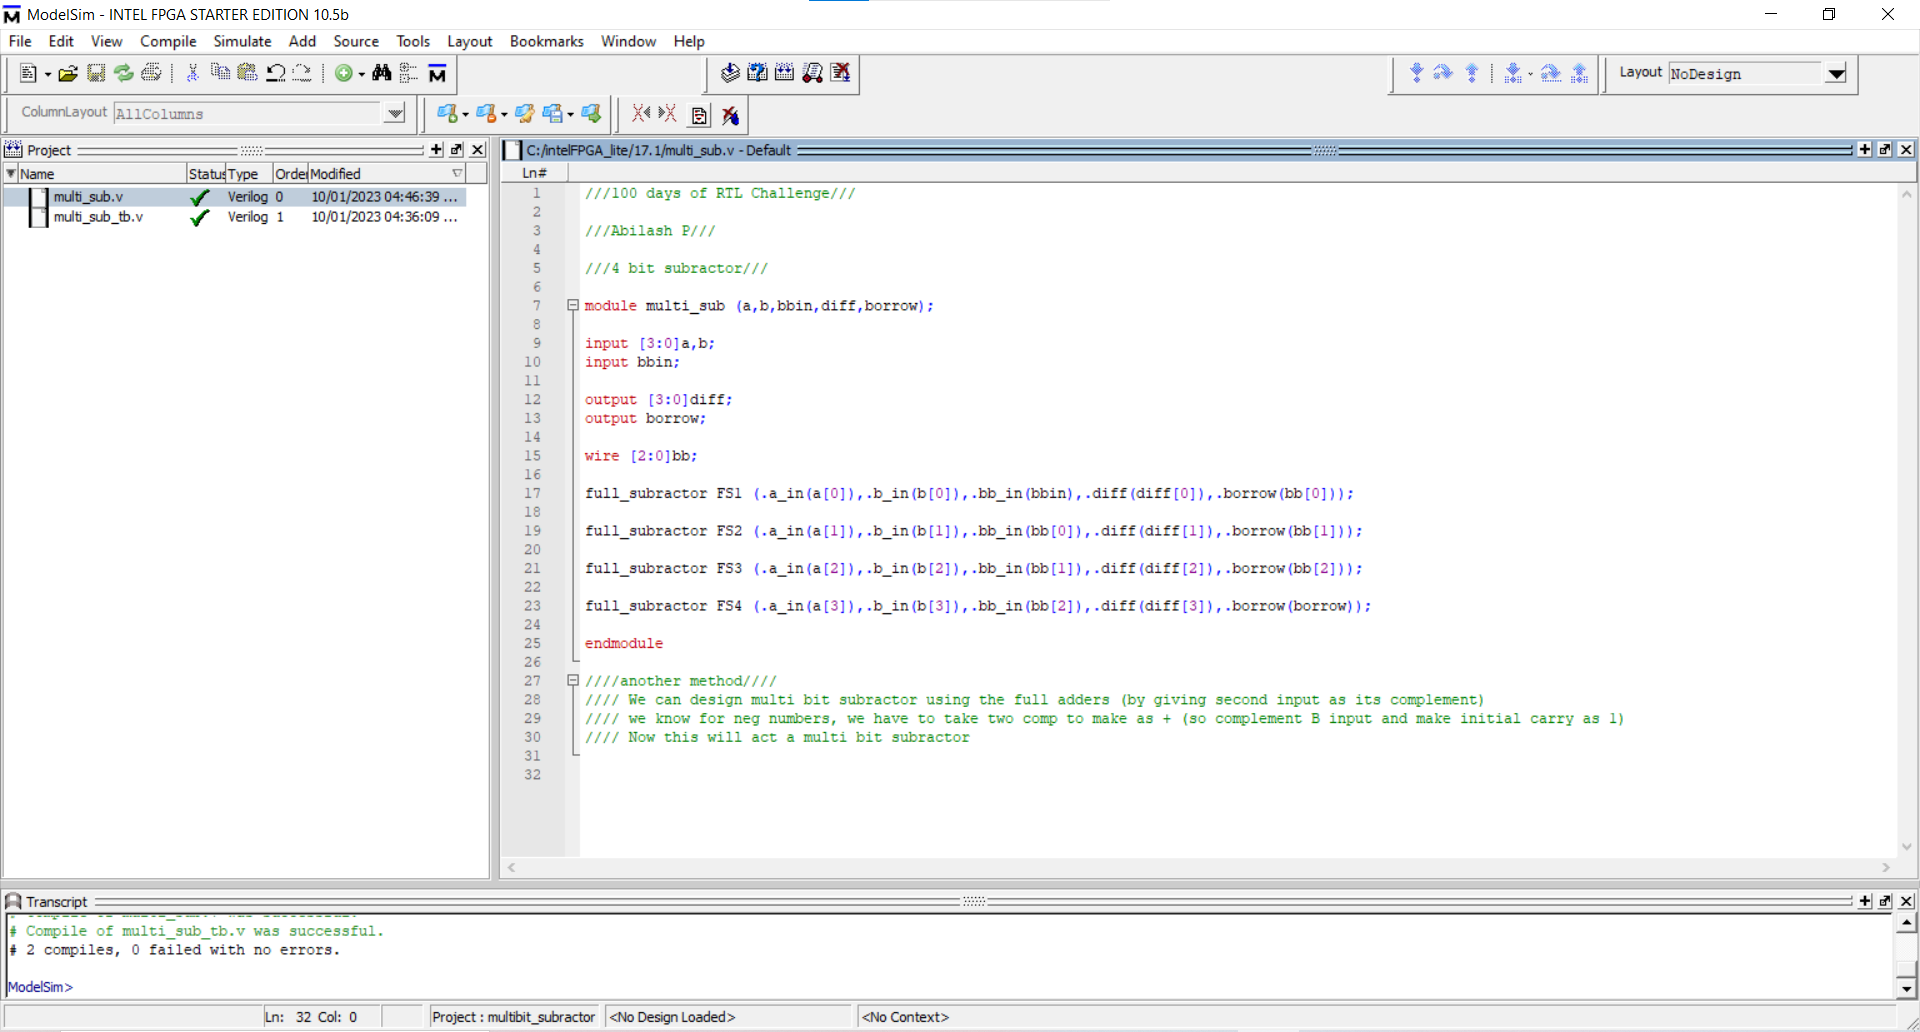 ModelSim - INTEL FPGA STARTER EDITION 10.5b
File Edit View Compile Simulate Add Source Tools Layout Bookmarks Window Help
Layout NoDesign
ColumnLayout AllColumns
Project
Name Status Type Order Modified
multi_sub.v Verilog 0 10/01/2023 04:46:39 ...
multi_sub_tb.v Verilog 1 10/01/2023 04:36:09 ...
C:/intelFPGA_lite/17.1/multi_sub.v - Default
Ln#
1 ///100 days of RTL Challenge///
2
3 ///Abilash P///
4
5 ///4 bit subractor///
6
7 module multi_sub (a,b,bbin,diff,borrow);
8
9 input [3:0]a,b;
10 input bbin;
11
12 output [3:0]diff;
13 output borrow;
14
15 wire [2:0]bb;
16
17 full_subractor FS1 (.a_in(a[0]),.b_in(b[0]),.bb_in(bbin),.diff(diff[0]),.borrow(bb[0]));
18
19 full_subractor FS2 (.a_in(a[1]),.b_in(b[1]),.bb_in(bb[0]),.diff(diff[1]),.borrow(bb[1]));
20
21 full_subractor FS3 (.a_in(a[2]),.b_in(b[2]),.bb_in(bb[1]),.diff(diff[2]),.borrow(bb[2]));
22
23 full_subractor FS4 (.a_in(a[3]),.b_in(b[3]),.bb_in(bb[2]),.diff(diff[3]),.borrow(borrow));
24
25 endmodule
26
27 ////another method////
28 //// We can design multi bit subractor using the full adders (by giving second input as its complement)
29 //// we know for neg numbers, we have to take two comp to make as + (so complement B input and make initial carry as 1)
30 //// Now this will act a multi bit subractor
31
32
Transcript
# Compile of multi_sub_tb.v was successful.
# 2 compiles, 0 failed with no errors.
ModelSim>
Ln: 32 Col: 0 Project : multibit_subractor <No Design Loaded> <No Context>